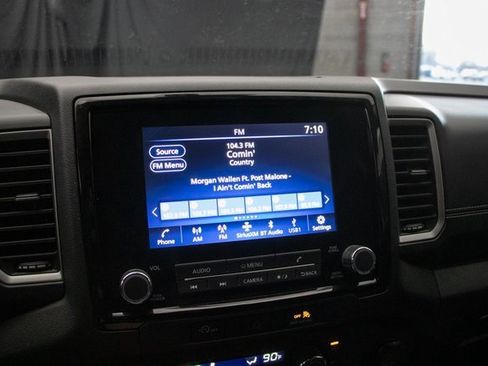 FM 7:10
Source
104.3 FM
Comin'
Country
FM Menu
Morgan Wallen Ft. Post Malone -
I Ain't Comin' Back
Phone AM FM SiriusXM BT Audio USB1 Settings
VOL
AUDIO ☆MENU
CAMERA BACK
90°F